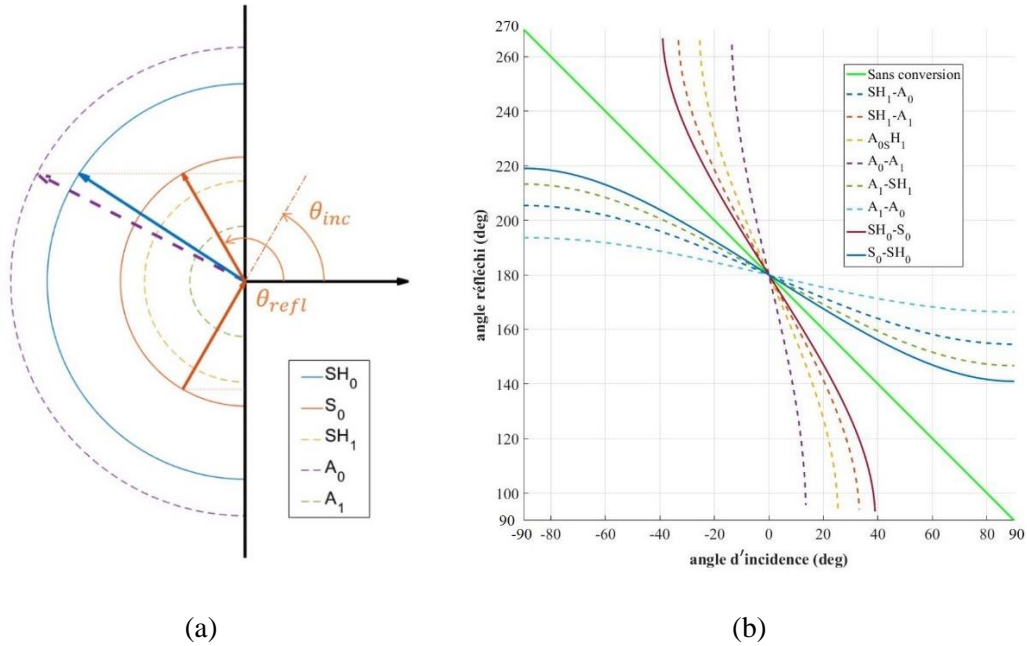 θinc
θrefl
SH0
S0
SH1
A0
A1
(a)
angle réfléchi (deg)
270
260
240
220
200
180
160
140
120
100
90
-90 -80 -60 -40 -20 0 20 40 60 80 90
angle d'incidence (deg)
Sans conversion
SH1-A0
SH1-A1
A0SH1
A0-A1
A1-SH1
A1-A0
SH0-S0
S0-SH0
(b)